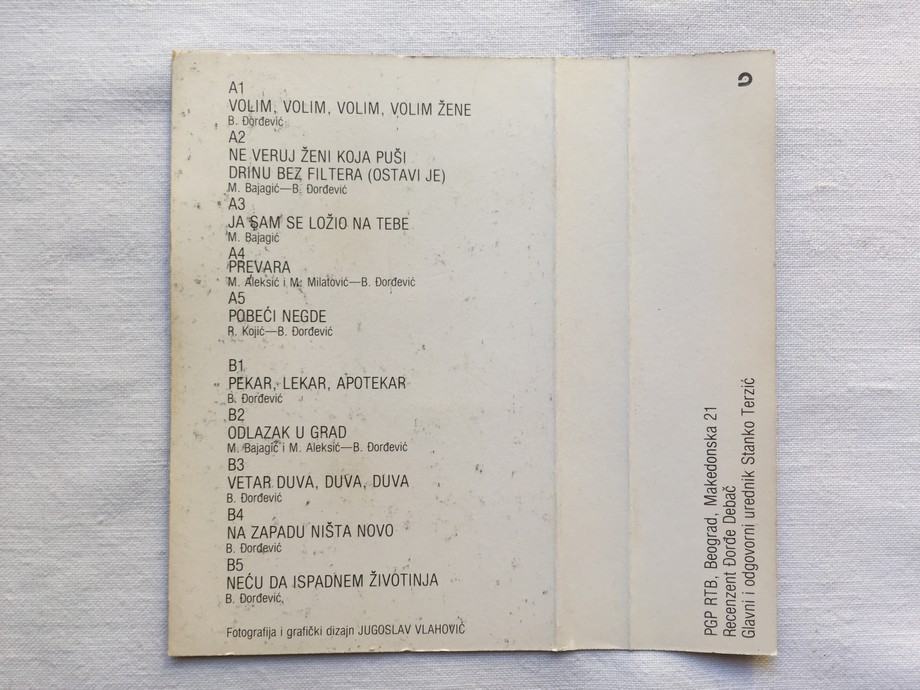 A1
VOLIM, VOLIM, VOLIM, VOLIM ŽENE
B. Đorđević
A2
NE VERUJ ŽENI KOJA PUŠI
DRINU BEZ FILTERA (OSTAVI JE)
M. Bajagić—B. Đorđević
A3
JA SAM SE LOŽIO NA TEBE
M. Bajagić
A4
PREVARA
M. Aleksić i M. Milatović—B. Đorđević
A5
POBEĆI NEGDE
R. Kojić—B. Đorđević
B1
PEKAR, LEKAR, APOTEKAR
B. Đorđević
B2
ODLAZAK U GRAD
M. Bajagić i M. Aleksić—B. Đorđević
B3
VETAR DUVA, DUVA, DUVA
B. Đorđević
B4
NA ZAPADU NIŠTA NOVO
B. Đorđević
B5
NEĆU DA ISPADNEM ŽIVOTINJA
B. Đorđević,
Fotografija i grafički dizajn JUGOSLAV VLAHOVIĆ
PGP RTB, Beograd, Makedonska 21
Recenzent Đorđe Debač
Glavni i odgovorni urednik Stanko Terzić